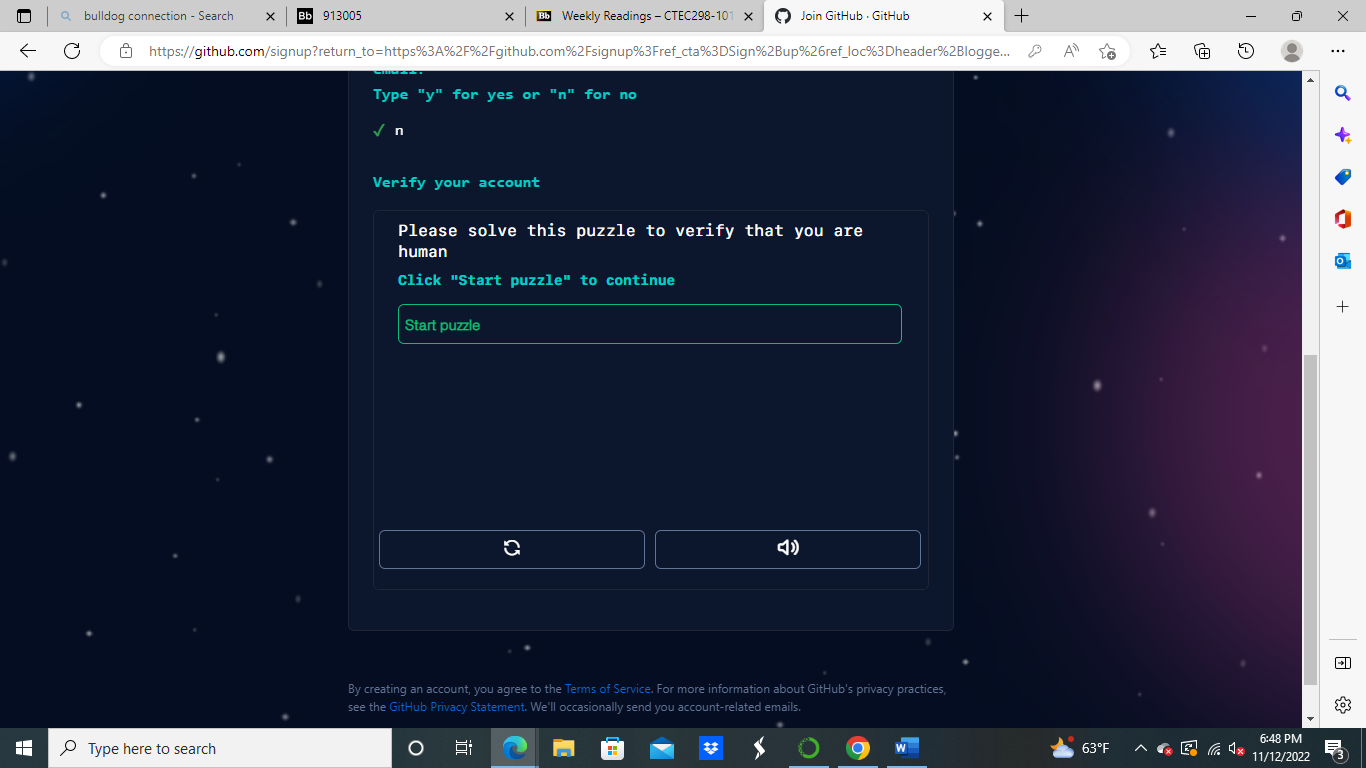 bulldog connection - Search
Bb 913005
Bb Weekly Readings – CTEC298-101
Join GitHub · GitHub
https://github.com/signup?return_to=https%3A%2F%2Fgithub.com%2Fsignup%3Fref_cta%3DSign%2Bup%26ref_loc%3Dheader%2Blogge...
email?
Type "y" for yes or "n" for no
✓ n
Verify your account
Please solve this puzzle to verify that you are
human
Click "Start puzzle" to continue
Start puzzle
By creating an account, you agree to the Terms of Service. For more information about GitHub's privacy practices,
see the GitHub Privacy Statement. We'll occasionally send you account-related emails.
Type here to search
63°F
6:48 PM
11/12/2022
3